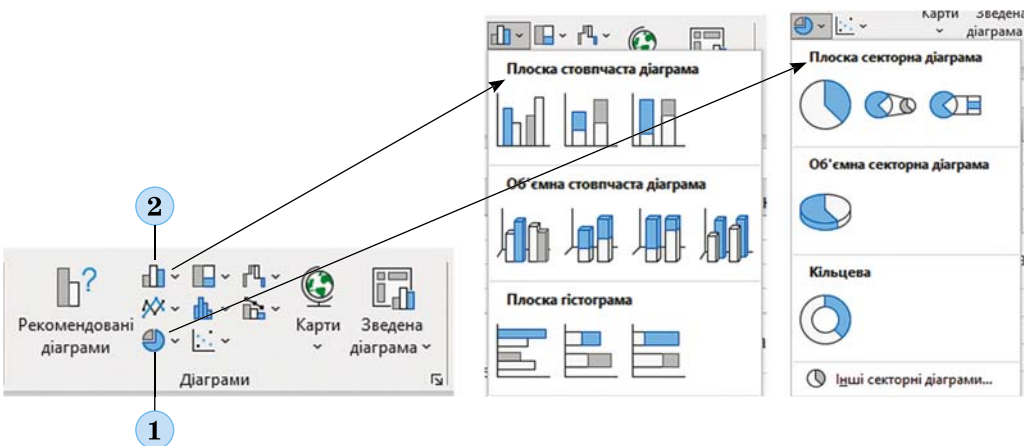 2
?
Рекомендовані
діаграми
Карти
Зведена
діаграма
Діаграми
1
Плоска стовпчаста діаграма
Об'ємна стовпчаста діаграма
Плоска гістограма
Карти Зведена
діаграма
Плоска секторна діаграма
Об'ємна секторна діаграма
Кільцева
Інші секторні діаграми...